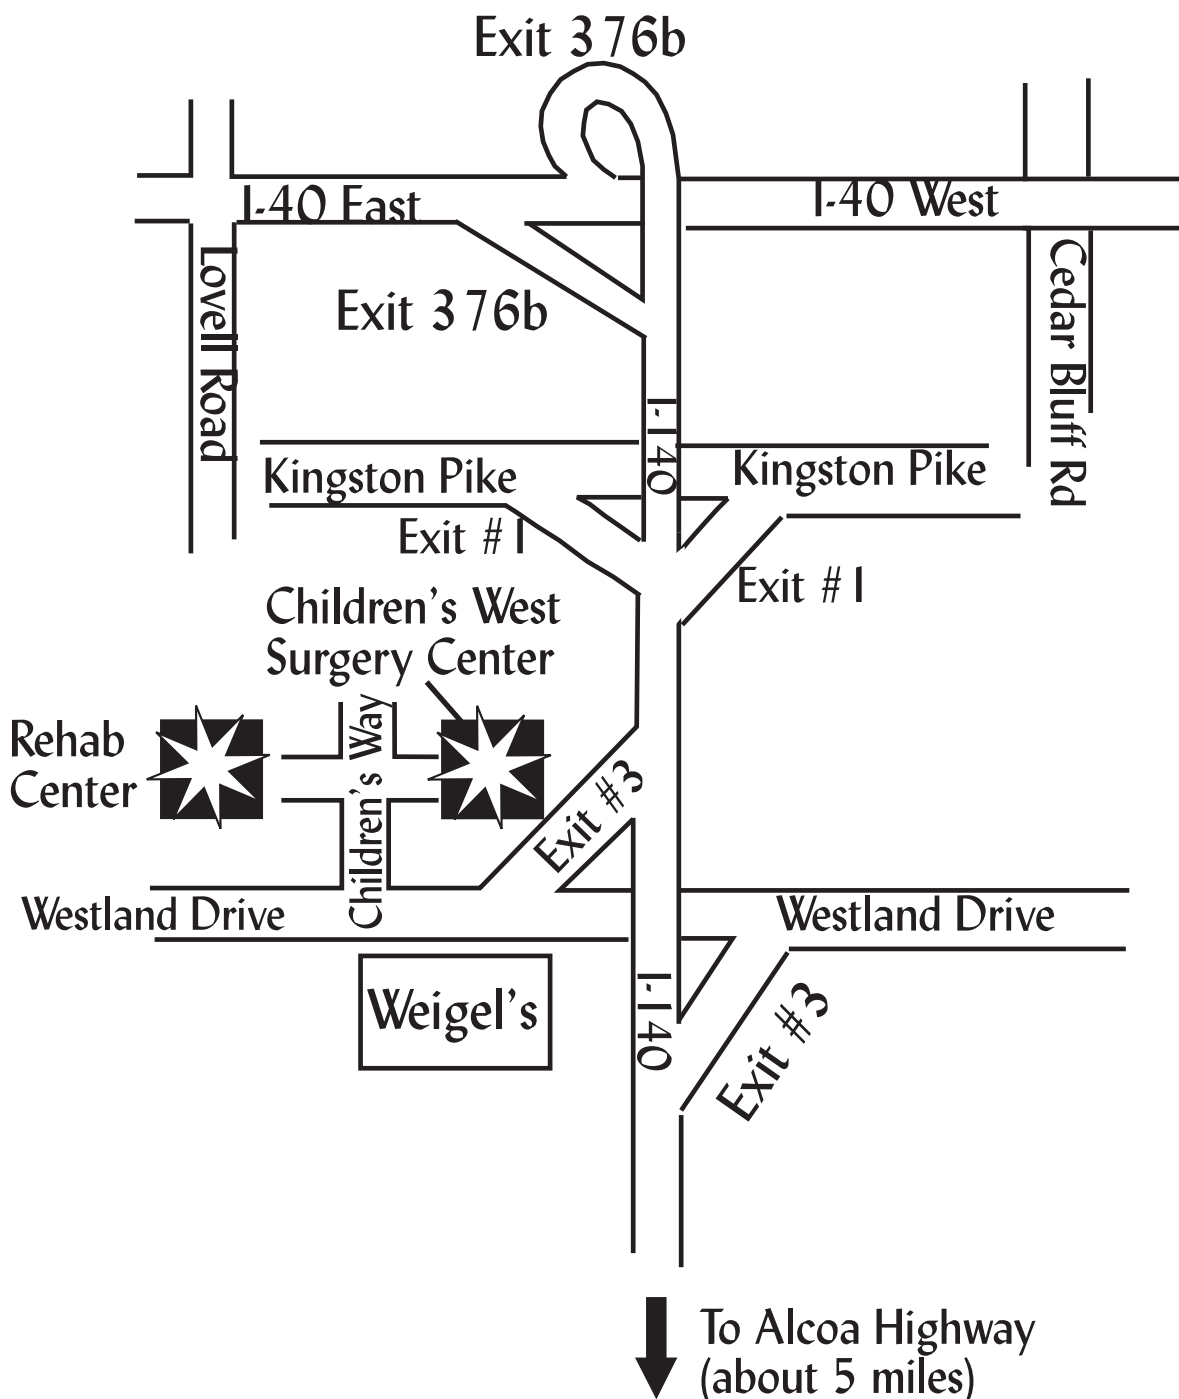 Exit 376b
I-40 East
I-40 West
Lovell Road
Cedar Bluff Rd
Exit 376b
I-140
Kingston Pike
Kingston Pike
Exit #1
Exit #1
Children's West
Surgery Center
Rehab
Center
Children's Way
Exit #3
Westland Drive
Westland Drive
Weigel's
I-140
Exit #3
To Alcoa Highway
(about 5 miles)